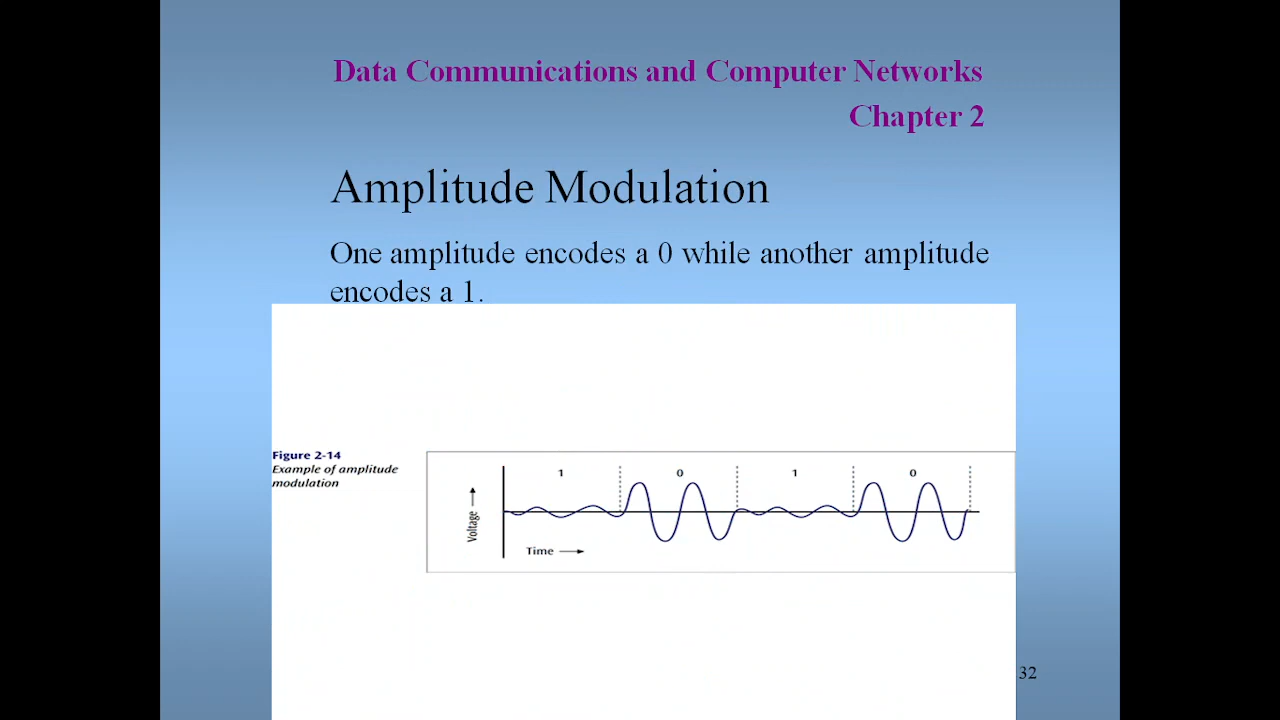 Data Communications and Computer Networks
Chapter 2
Amplitude Modulation
One amplitude encodes a 0 while another amplitude
encodes a 1.
Figure 2-14
Example of amplitude
modulation
1 0 1 0
Voltage
Time
32